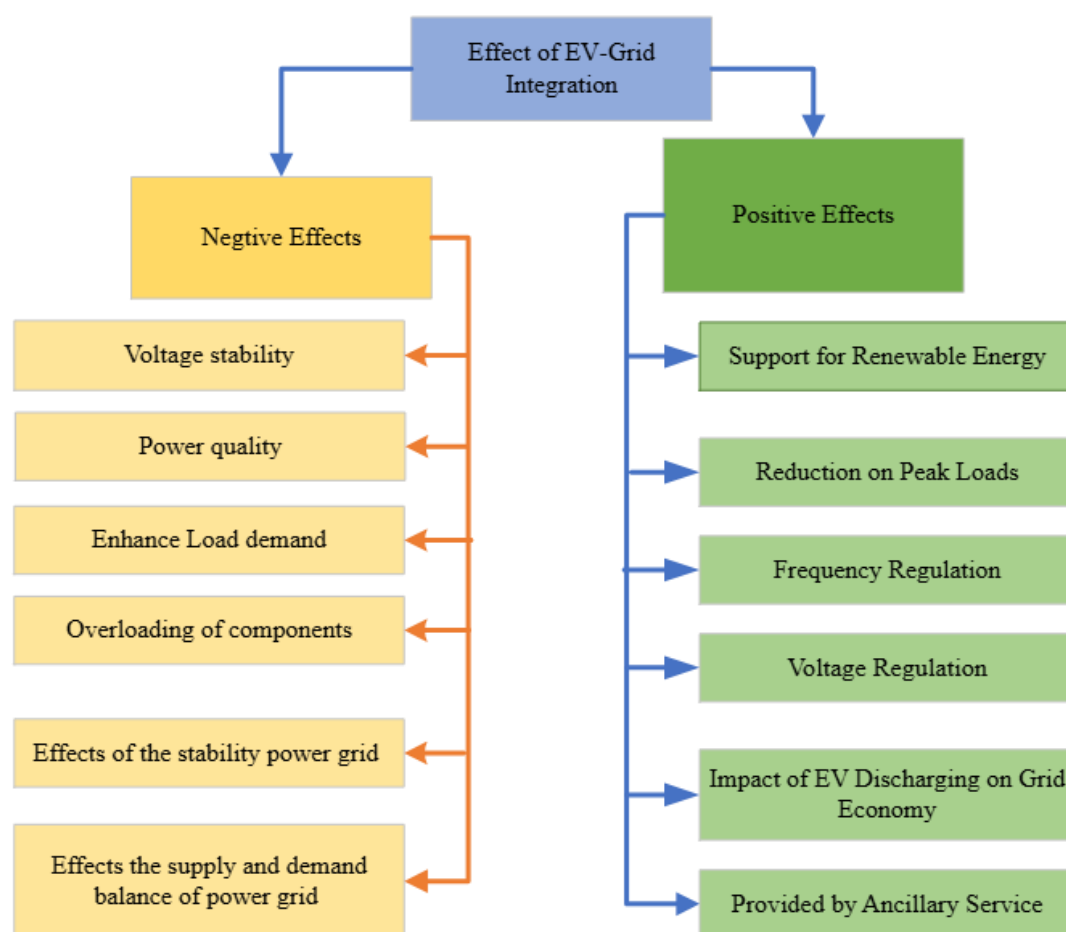 Effect of EV-Grid
Integration
Negtive Effects
Voltage stability
Power quality
Enhance Load demand
Overloading of components
Effects of the stability power grid
Effects the supply and demand
balance of power grid
Positive Effects
Support for Renewable Energy
Reduction on Peak Loads
Frequency Regulation
Voltage Regulation
Impact of EV Discharging on Grid
Economy
Provided by Ancillary Service